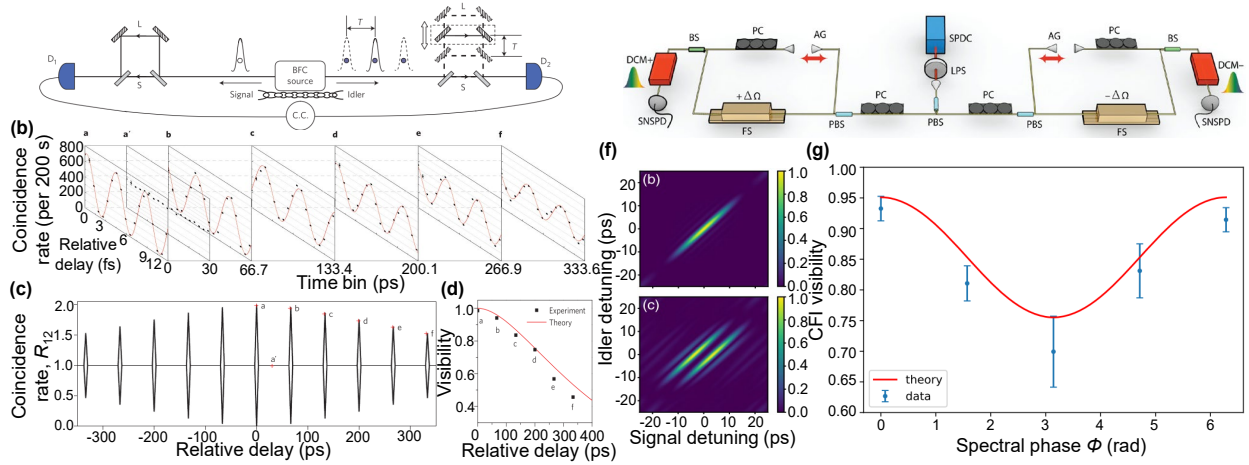 L
S
D1
T
BFC
source
Signal
Idler
C.C.
L
S
T
D2
BS
PC
AG
SPDC
LPS
AG
PC
BS
DCM+
DCM−
PC
PC
+ΔΩ
−ΔΩ
SNSPD
FS
PBS
PBS
PBS
FS
SNSPD
(b)
a a′ b c d e f
Coincidence
rate (per 200 s)
800
600
400
200
0
0
3
6
9
12
Relative
delay (fs)
0 30 66.7 133.4 200.1 266.9 333.6
Time bin (ps)
(c)
Coincidence
rate, R12
2.0
1.5
1.0
0.5
0.0
a
b
c
d
e
f
a′
-300 -200 -100 0 100 200 300
Relative delay (ps)
(d)
Visibility
1.0
0.8
0.6
0.4
Experiment
Theory
a
b
c
d
e
f
0 100 200 300 400
Relative delay (ps)
(f)
Idler detuning (ps)
(b)
20
10
0
-10
-20
1.0
0.8
0.6
0.4
0.2
0.0
(c)
20
10
0
-10
-20
1.0
0.8
0.6
0.4
0.2
0.0
-20 -10 0 10 20
Signal detuning (ps)
(g)
CFI visibility
1.00
0.95
0.90
0.85
0.80
0.75
0.70
0.65
0.60
theory
data
0 1 2 3 4 5 6
Spectral phase Φ (rad)